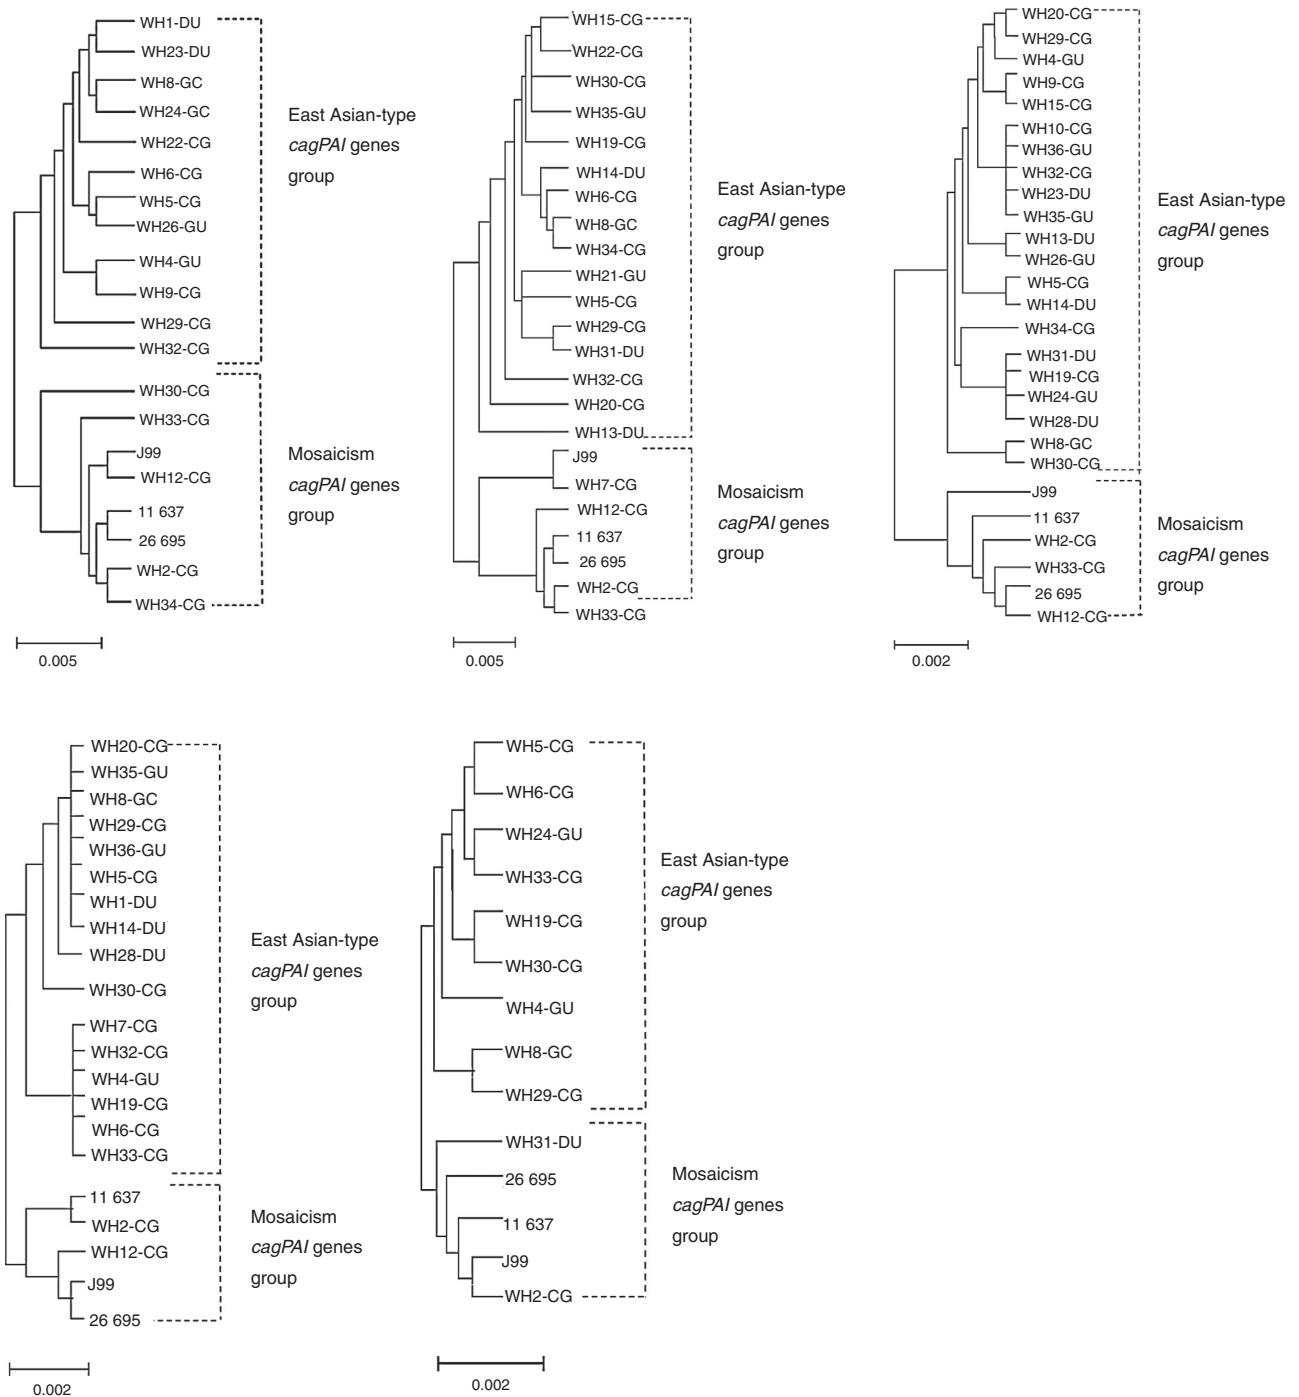 WH1-DU
WH23-DU
WH8-GC
WH24-GC
WH22-CG
WH6-CG
WH5-CG
WH26-GU
WH4-GU
WH9-CG
WH29-CG
WH32-CG
East Asian-type
cagPAI genes
group
WH30-CG
WH33-CG
J99
WH12-CG
11 637
26 695
WH2-CG
WH34-CG
Mosaicism
cagPAI genes
group
0.005
WH15-CG
WH22-CG
WH30-CG
WH35-GU
WH19-CG
WH14-DU
WH6-CG
WH8-GC
WH34-CG
WH21-GU
WH5-CG
WH29-CG
WH31-DU
WH32-CG
WH20-CG
WH13-DU
East Asian-type
cagPAI genes
group
J99
WH7-CG
WH12-CG
11 637
26 695
WH2-CG
WH33-CG
Mosaicism
cagPAI genes
group
0.005
WH20-CG
WH29-CG
WH4-GU
WH9-CG
WH15-CG
WH10-CG
WH36-GU
WH32-CG
WH23-DU
WH35-GU
WH13-DU
WH26-GU
WH5-CG
WH14-DU
WH34-CG
WH31-DU
WH19-CG
WH24-GU
WH28-DU
WH8-GC
WH30-CG
East Asian-type
cagPAI genes
group
J99
11 637
WH2-CG
WH33-CG
26 695
WH12-CG
Mosaicism
cagPAI genes
group
0.002
WH20-CG
WH35-GU
WH8-GC
WH29-CG
WH36-GU
WH5-CG
WH1-DU
WH14-DU
WH28-DU
WH30-CG
WH7-CG
WH32-CG
WH4-GU
WH19-CG
WH6-CG
WH33-CG
East Asian-type
cagPAI genes
group
11 637
WH2-CG
WH12-CG
J99
26 695
Mosaicism
cagPAI genes
group
0.002
WH5-CG
WH6-CG
WH24-GU
WH33-CG
WH19-CG
WH30-CG
WH4-GU
WH8-GC
WH29-CG
East Asian-type
cagPAI genes
group
WH31-DU
26 695
11 637
J99
WH2-CG
Mosaicism
cagPAI genes
group
0.002